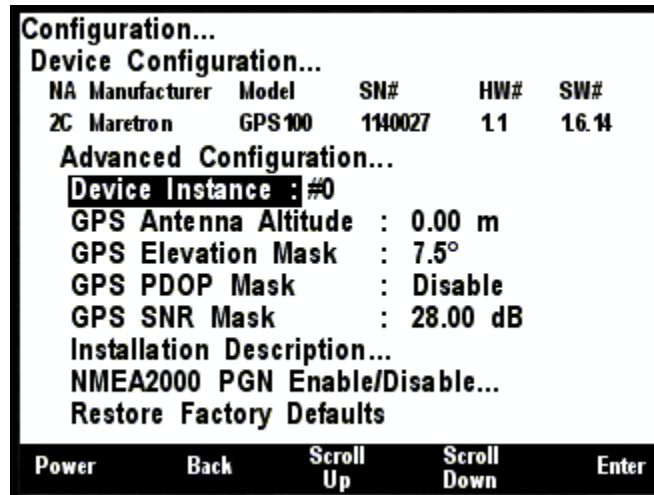 Configuration...
Device Configuration...
NA Manufacturer Model SN# HW# SW#
2C Maretron GPS100 1140027 1.1 1.6.14
Advanced Configuration...
Device Instance : #0
GPS Antenna Altitude : 0.00 m
GPS Elevation Mask : 7.5°
GPS PDOP Mask : Disable
GPS SNR Mask : 28.00 dB
Installation Description...
NMEA2000 PGN Enable/Disable...
Restore Factory Defaults
Power Back Scroll Up Scroll Down Enter